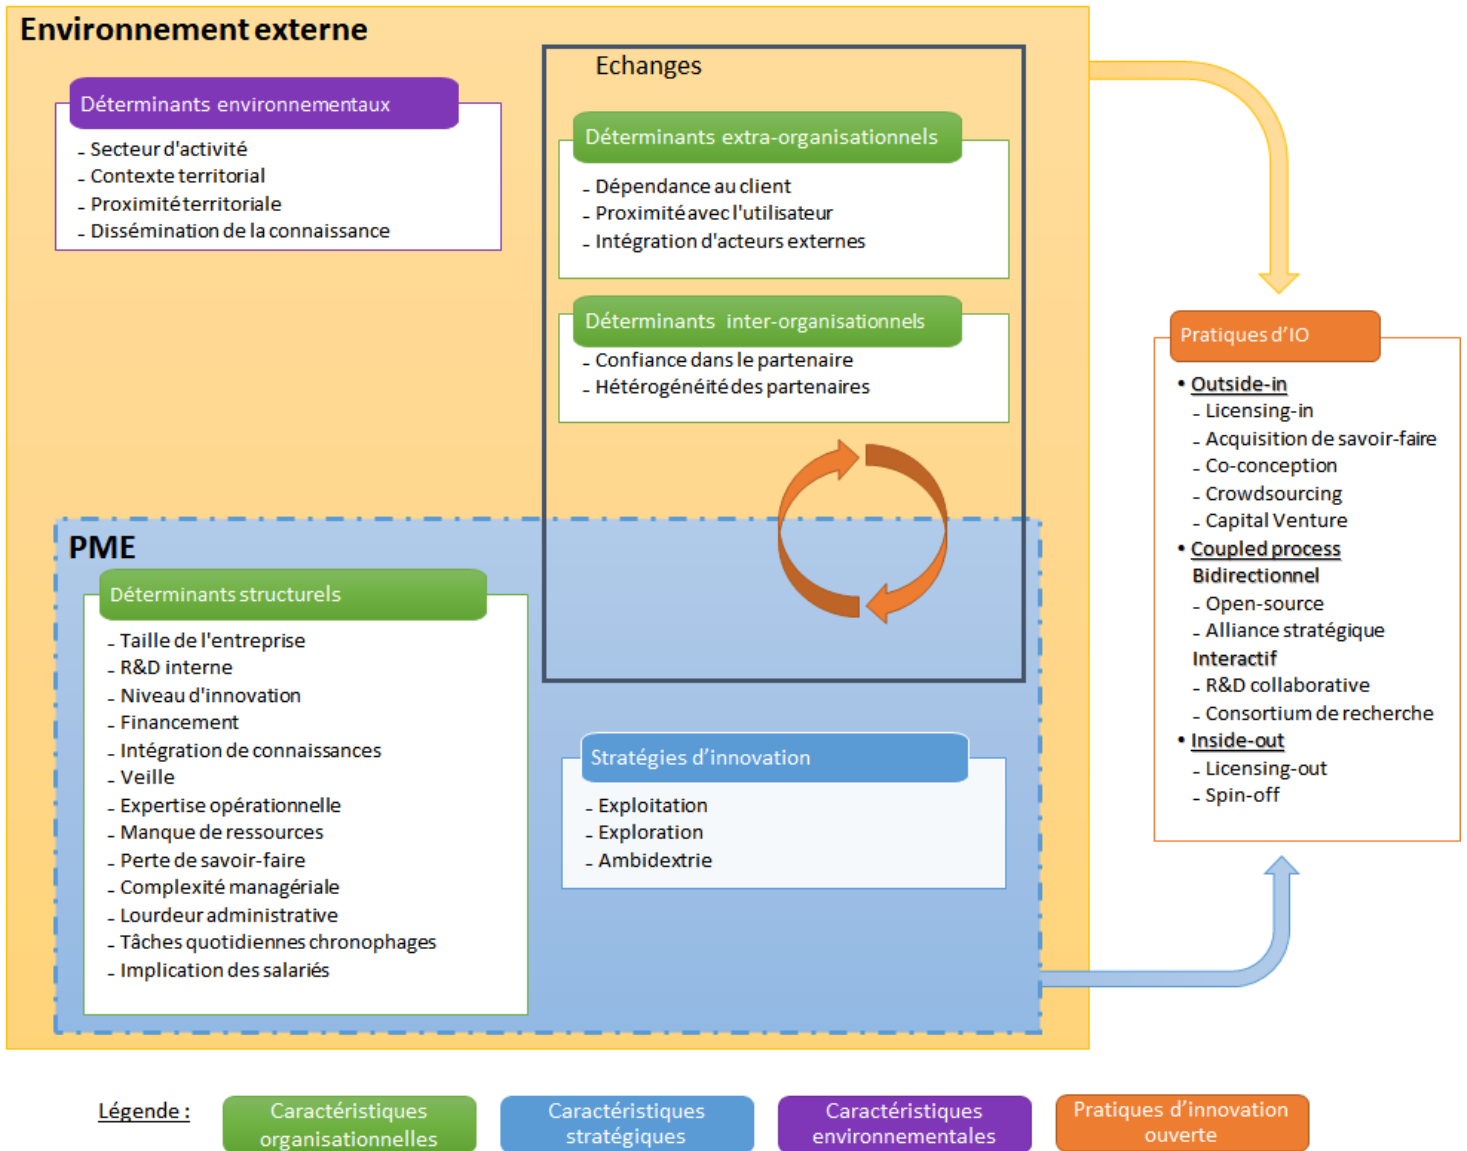 Environnement externe
Déterminants environnementaux
- Secteur d'activité
- Contexte territorial
- Proximité territoriale
- Dissémination de la connaissance
Echanges
Déterminants extra-organisationnels
- Dépendance au client
- Proximité avec l'utilisateur
- Intégration d'acteurs externes
Déterminants inter-organisationnels
- Confiance dans le partenaire
- Hétérogénéité des partenaires
PME
Déterminants structurels
- Taille de l'entreprise
- R&D interne
- Niveau d'innovation
- Financement
- Intégration de connaissances
- Veille
- Expertise opérationnelle
- Manque de ressources
- Perte de savoir-faire
- Complexité managériale
- Lourdeur administrative
- Tâches quotidiennes chronophages
- Implication des salariés
Stratégies d’innovation
- Exploitation
- Exploration
- Ambidextrie
Pratiques d’IO
• Outside-in
- Licensing-in
- Acquisition de savoir-faire
- Co-conception
- Crowdsourcing
- Capital Venture
• Coupled process
Bidirectionnel
- Open-source
- Alliance stratégique
Interactif
- R&D collaborative
- Consortium de recherche
• Inside-out
- Licensing-out
- Spin-off
Légende :
Caractéristiques
organisationnelles
Caractéristiques
stratégiques
Caractéristiques
environnementales
Pratiques d’innovation
ouverte